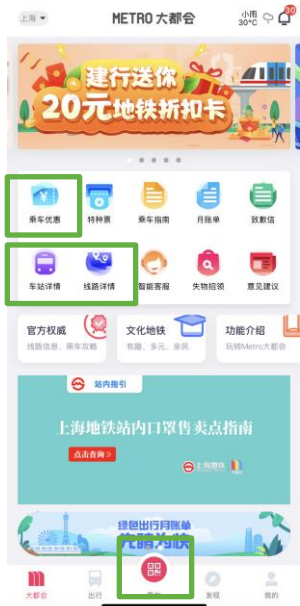 上海
METRO 大都会
小雨
30°C
30
建行送你
20元地铁折扣卡
乘车优惠
特种票
乘车指南
月账单
致歉信
车站详情
线路详情
智能客服
失物招领
意见建议
官方权威
线路信息、乘车攻略
文化地铁
有趣、多元、亲民
功能介绍
玩转Metro大都会
站内指引
上海地铁站内口罩售卖点指南
点击查询
上海地铁
绿色出行月账单
先睹为快
大都会
出行
发现
我的